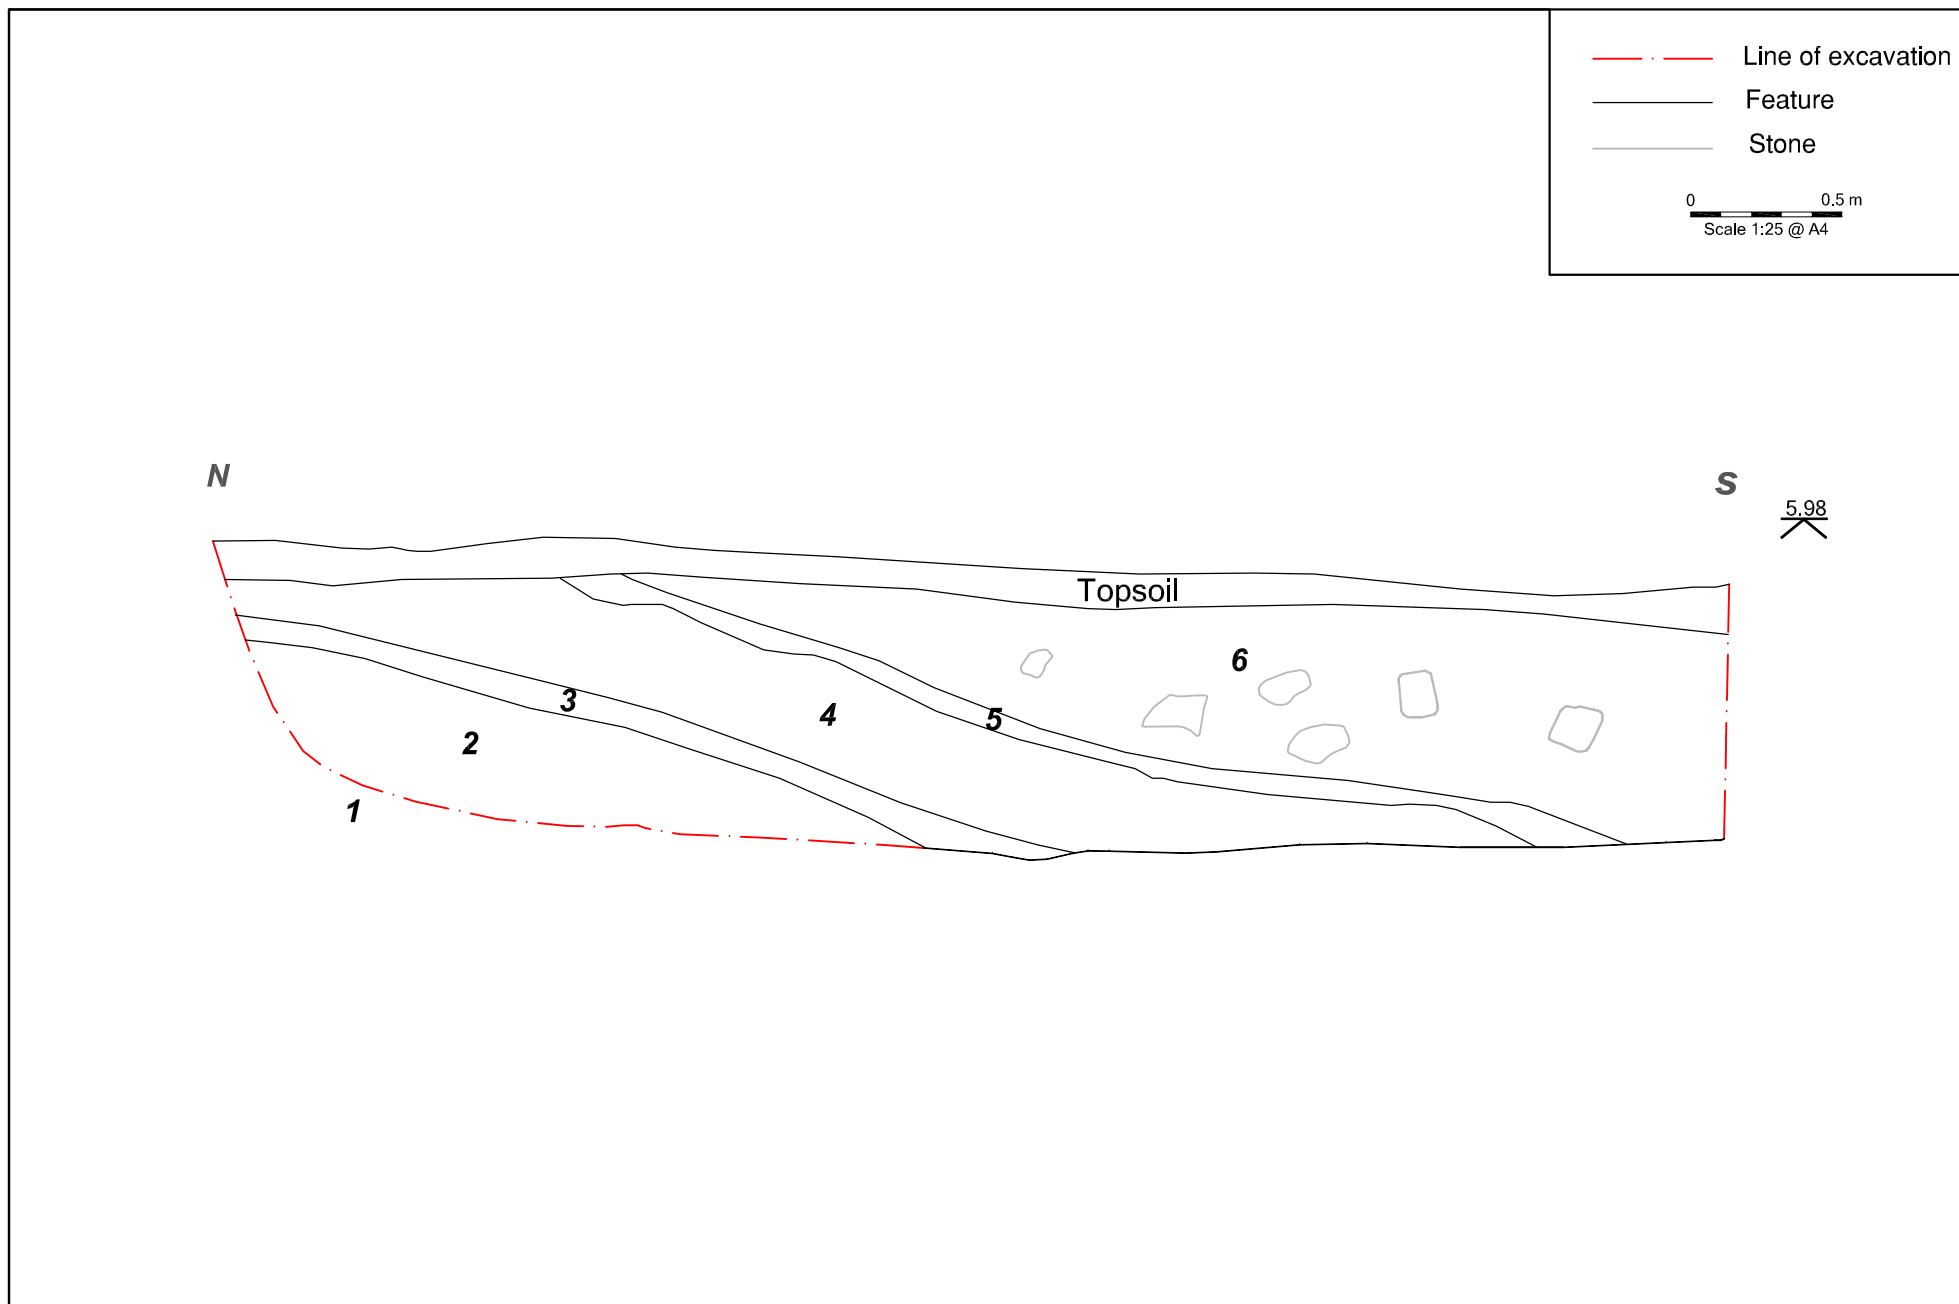 Line of excavation
Feature
Stone
0 0.5 m
Scale 1:25 @ A4
N S
5.98
Topsoil
6
3
4
5
2
1